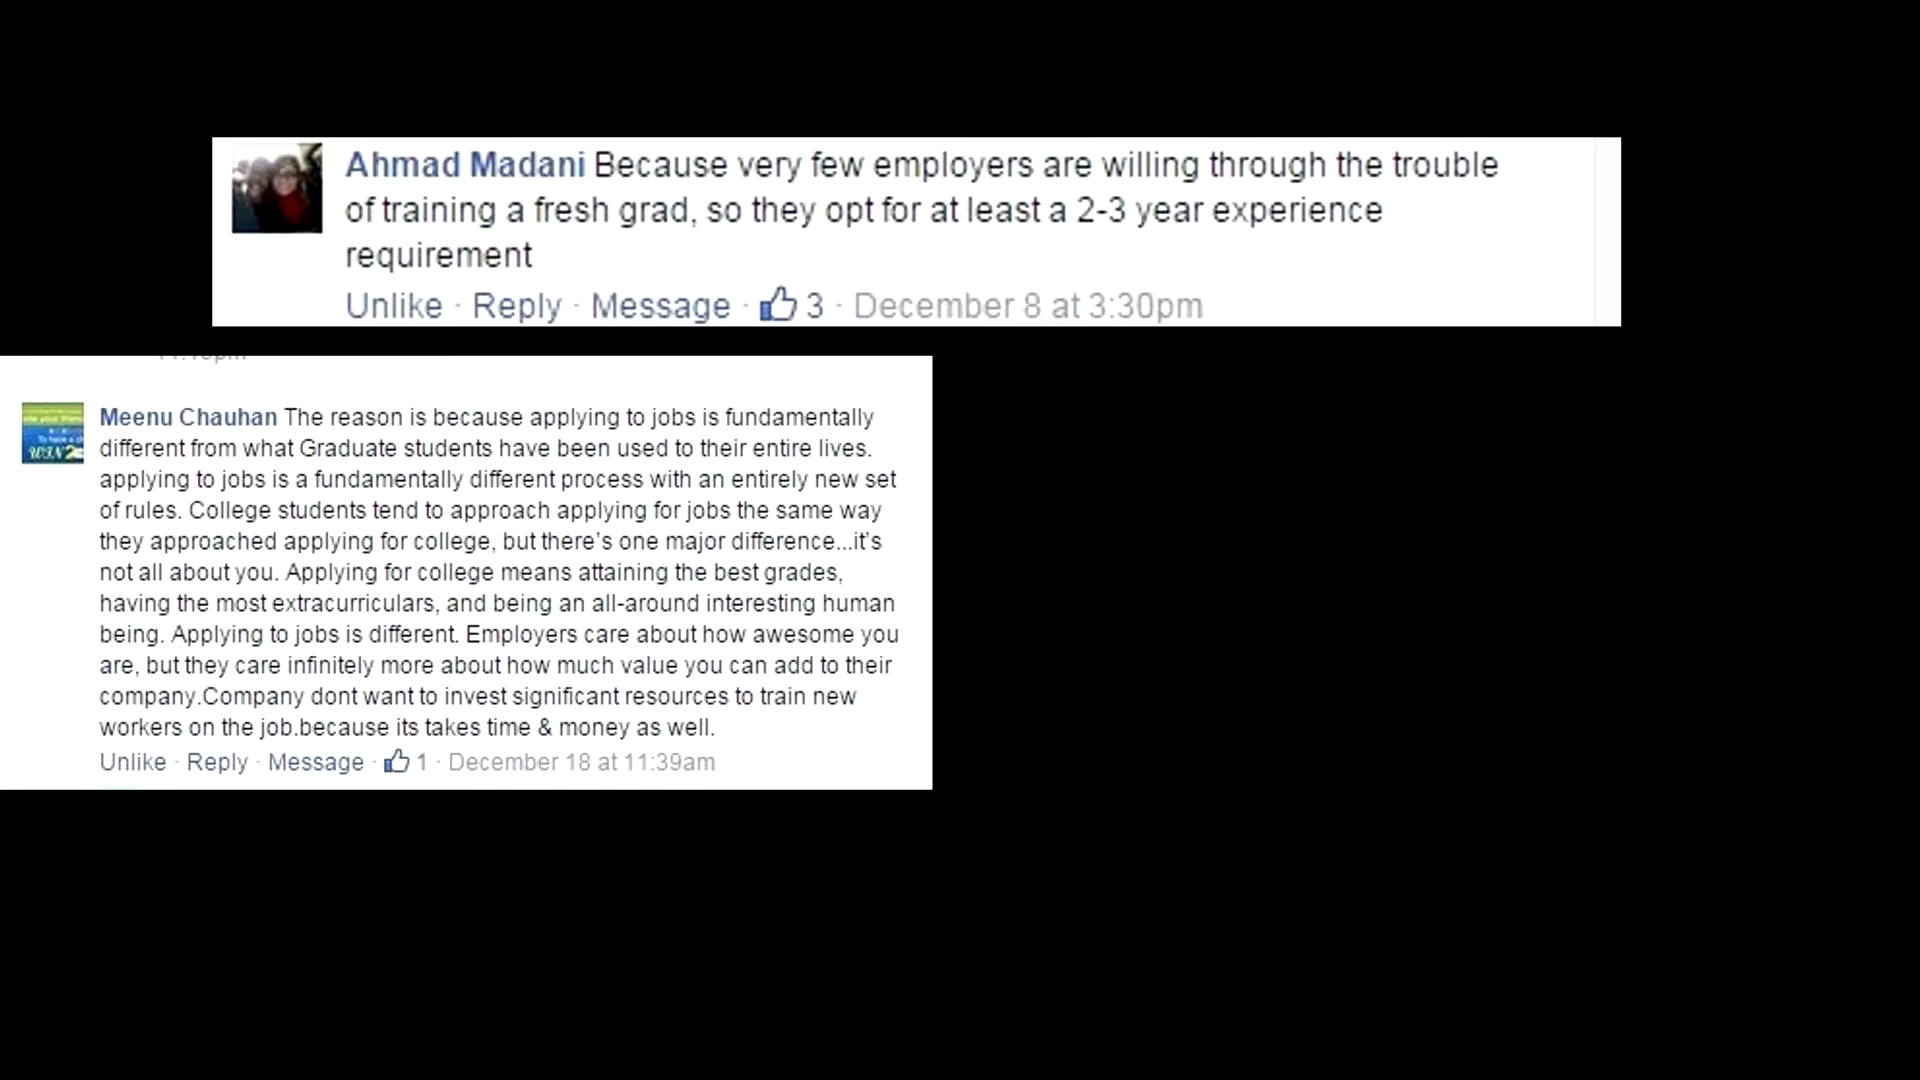 Ahmad Madani Because very few employers are willing through the trouble
of training a fresh grad, so they opt for at least a 2-3 year experience
requirement
Unlike · Reply · Message · 3 · December 8 at 3:30pm
Meenu Chauhan The reason is because applying to jobs is fundamentally
different from what Graduate students have been used to their entire lives.
applying to jobs is a fundamentally different process with an entirely new set
of rules. College students tend to approach applying for jobs the same way
they approached applying for college, but there's one major difference...it's
not all about you. Applying for college means attaining the best grades,
having the most extracurriculars, and being an all-around interesting human
being. Applying to jobs is different. Employers care about how awesome you
are, but they care infinitely more about how much value you can add to their
company.Company dont want to invest significant resources to train new
workers on the job.because its takes time & money as well.
Unlike · Reply · Message · 1 · December 18 at 11:39am